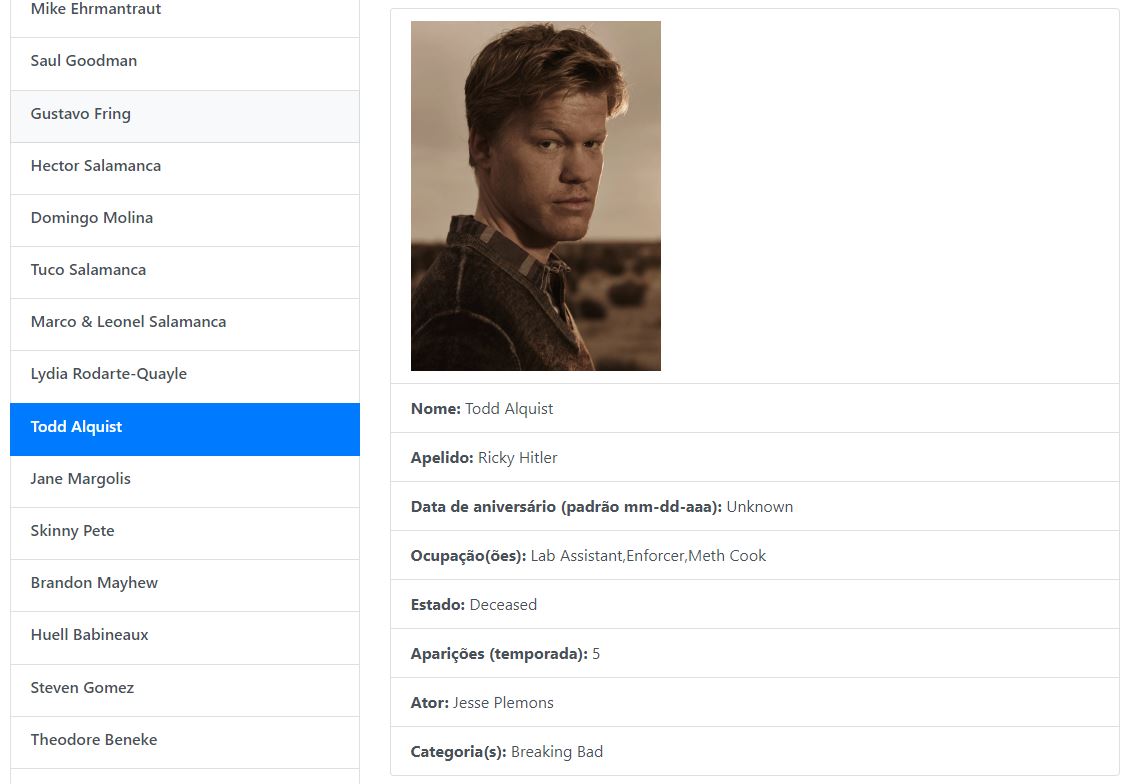 Mike Ehrmantraut
Saul Goodman
Gustavo Fring
Hector Salamanca
Domingo Molina
Tuco Salamanca
Marco & Leonel Salamanca
Lydia Rodarte-Quayle
Todd Alquist
Jane Margolis
Skinny Pete
Brandon Mayhew
Huell Babineaux
Steven Gomez
Theodore Beneke
Nome: Todd Alquist
Apelido: Ricky Hitler
Data de aniversário (padrão mm-dd-aaa): Unknown
Ocupação(ões): Lab Assistant,Enforcer,Meth Cook
Estado: Deceased
Aparições (temporada): 5
Ator: Jesse Plemons
Categoria(s): Breaking Bad